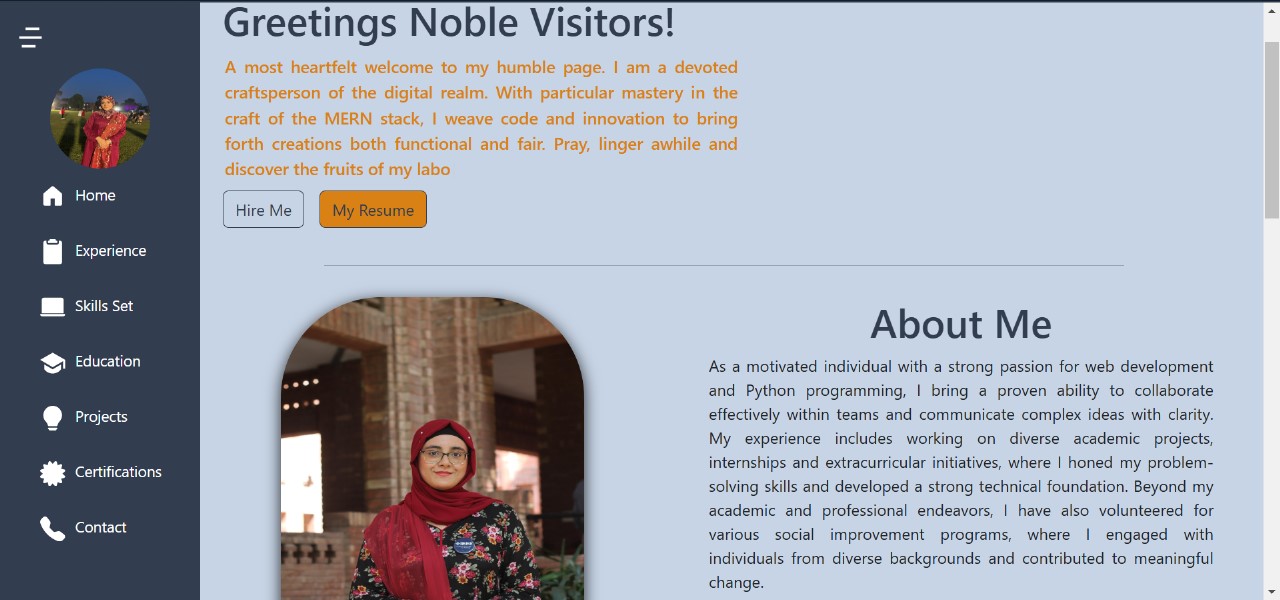 Greetings Noble Visitors!
A most heartfelt welcome to my humble page. I am a devoted
craftsperson of the digital realm. With particular mastery in the
craft of the MERN stack, I weave code and innovation to bring
forth creations both functional and fair. Pray, linger awhile and
discover the fruits of my labo
Hire Me
My Resume
Home
Experience
Skills Set
Education
Projects
Certifications
Contact
About Me
As a motivated individual with a strong passion for web development
and Python programming, I bring a proven ability to collaborate
effectively within teams and communicate complex ideas with clarity.
My experience includes working on diverse academic projects,
internships and extracurricular initiatives, where I honed my problem-
solving skills and developed a strong technical foundation. Beyond my
academic and professional endeavors, I have also volunteered for
various social improvement programs, where I engaged with
individuals from diverse backgrounds and contributed to meaningful
change.